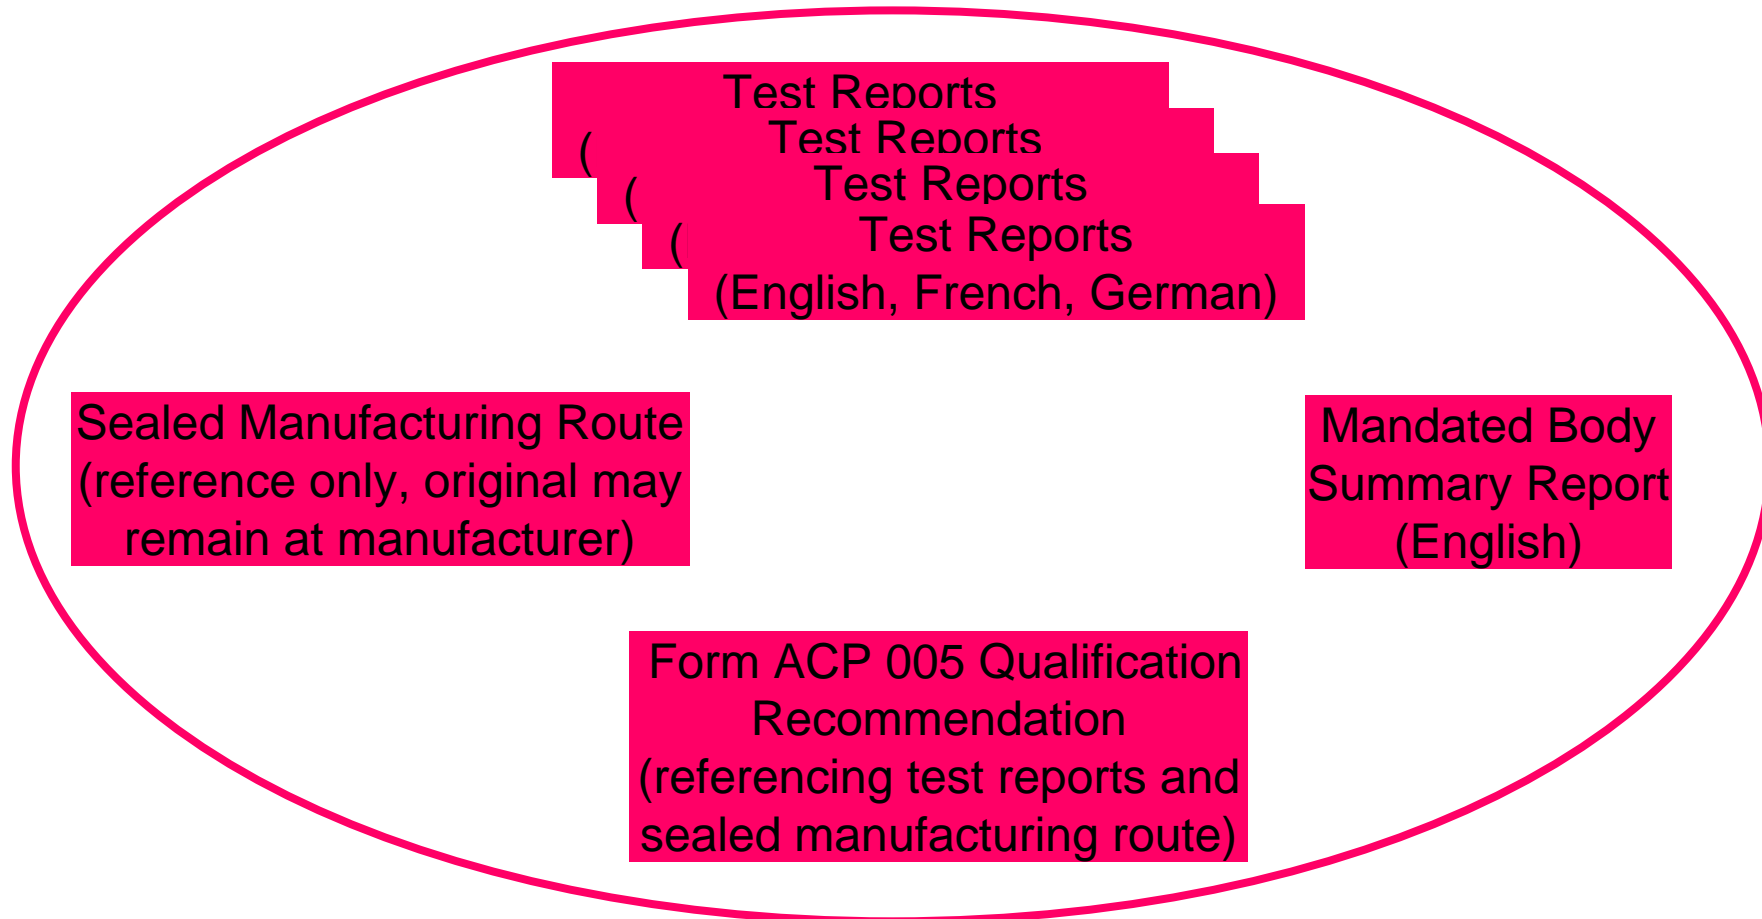 Test Reports
(
Test Reports
(
Test Reports
(
Test Reports
(English, French, German)
Sealed Manufacturing Route
(reference only, original may
remain at manufacturer)
Mandated Body
Summary Report
(English)
Form ACP 005 Qualification
Recommendation
(referencing test reports and
sealed manufacturing route)